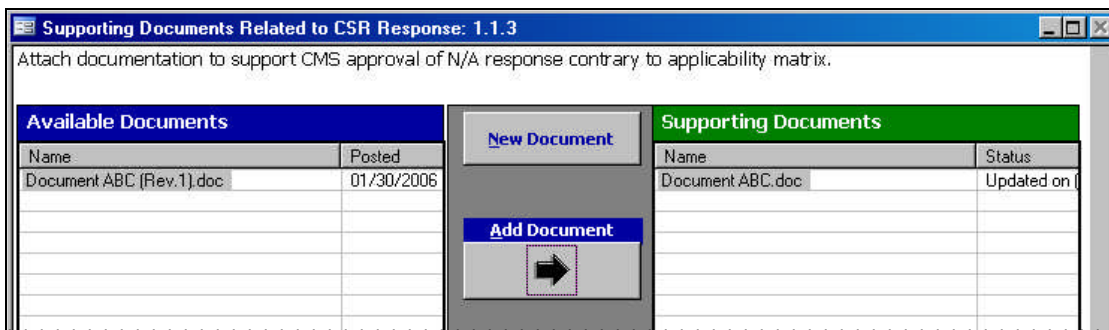 Supporting Documents Related to CSR Response: 1.1.3
Attach documentation to support CMS approval of N/A response contrary to applicability matrix.
Available Documents
Name Posted
Document ABC (Rev.1).doc 01/30/2006
New Document
Add Document
Supporting Documents
Name Status
Document ABC.doc Updated on (